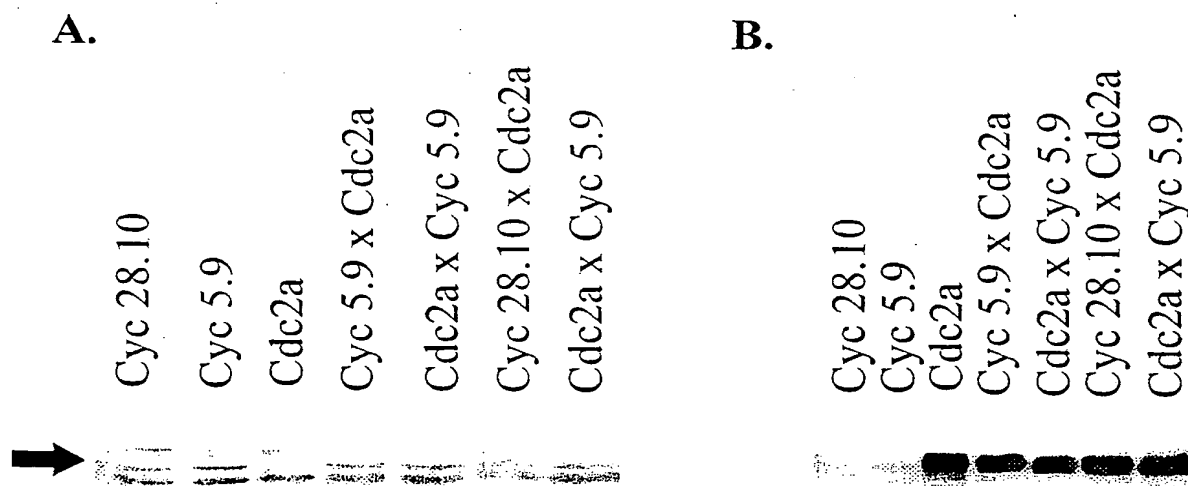 A.
Cyc 28.10
Cyc 5.9
Cdc2a
Cyc 5.9 x Cdc2a
Cdc2a x Cyc 5.9
Cyc 28.10 x Cdc2a
Cdc2a x Cyc 5.9
B.
Cyc 28.10
Cyc 5.9
Cdc2a
Cyc 5.9 x Cdc2a
Cdc2a x Cyc 5.9
Cyc 28.10 x Cdc2a
Cdc2a x Cyc 5.9